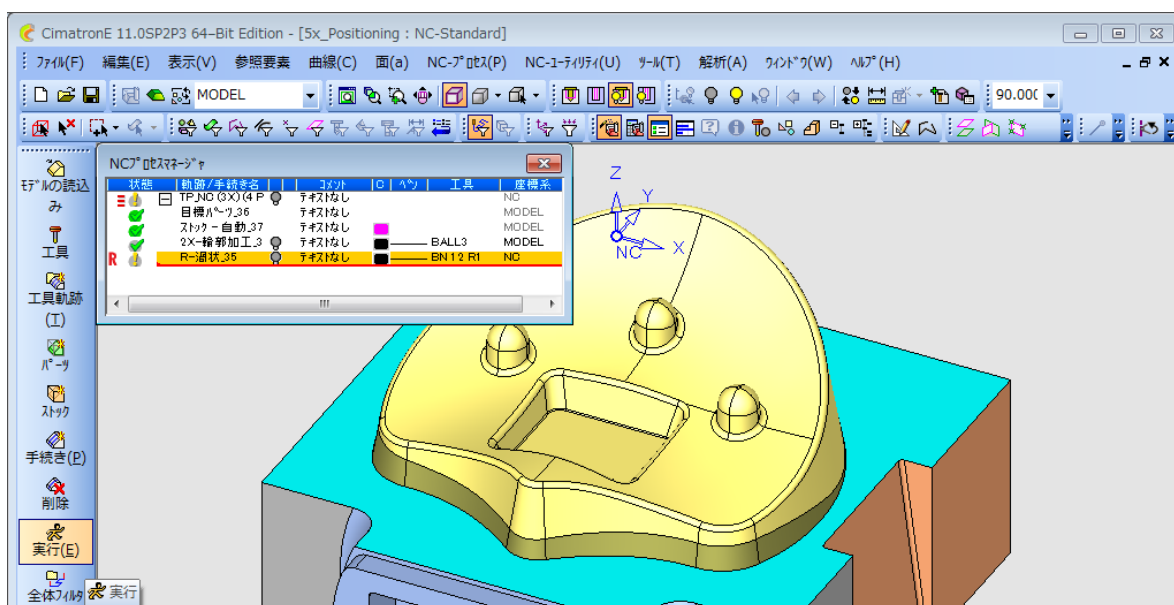 CimatronE 11.0SP2P3 64-Bit Edition - [5x_Positioning : NC-Standard]
ﾌｧｲﾙ(F) 編集(E) 表示(V) 参照要素 曲線(C) 面(a) NC-ﾌﾟﾛｾｽ(P) NC-ﾕｰﾃｨﾘﾃｨ(U) ﾂｰﾙ(T) 解析(A) ｳｨﾝﾄﾞｳ(W) ﾍﾙﾌﾟ(H)
MODEL 90.000
NCﾌﾟﾛｾｽﾏﾈｰｼﾞｬ
状態 軌跡/手続き名 ｺﾒﾝﾄ C ﾍﾟﾝ 工具 座標系
TP_NC (3X) (4 P ﾃｷｽﾄなし NC
目標ﾊﾟｰﾂ_36 ﾃｷｽﾄなし MODEL
ｽﾄｯｸ - 自動_37 ﾃｷｽﾄなし MODEL
2X-輪郭加工_3 ﾃｷｽﾄなし BALL3 MODEL
R R-渦状_35 ﾃｷｽﾄなし BN 12 R1 NC
ﾓﾃﾞﾙの読込
み
工具
工具軌跡
(I)
ﾊﾟｰﾂ
ｽﾄｯｸ
手続き(P)
削除
実行(E)
全体ﾌｨﾙﾀ
実行
Z
Y
X
NC